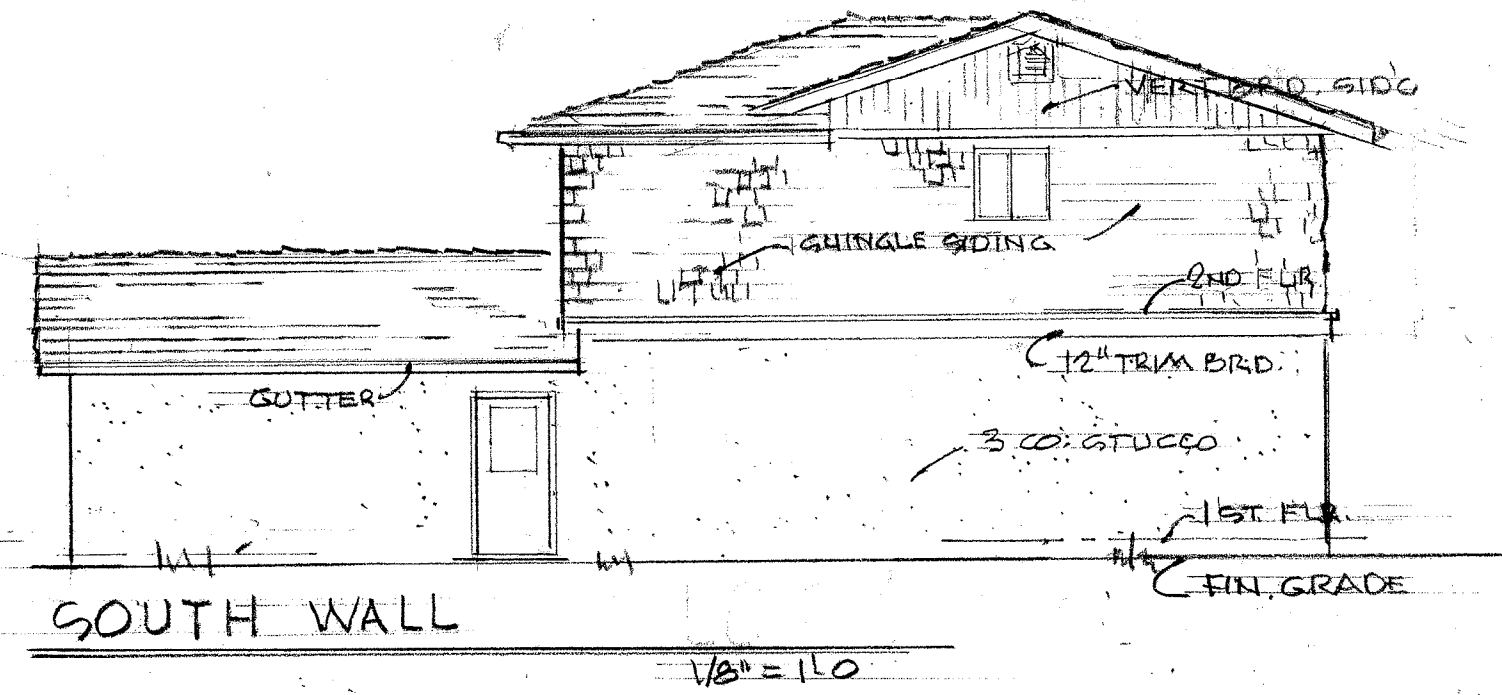 VERT BRD. SID'G
SHINGLE SIDING
2ND FLR
12" TRIM BRD.
GUTTER
3 CO. STUCCO
1ST FLR.
FIN. GRADE
SOUTH WALL
1/8" = 1'-0